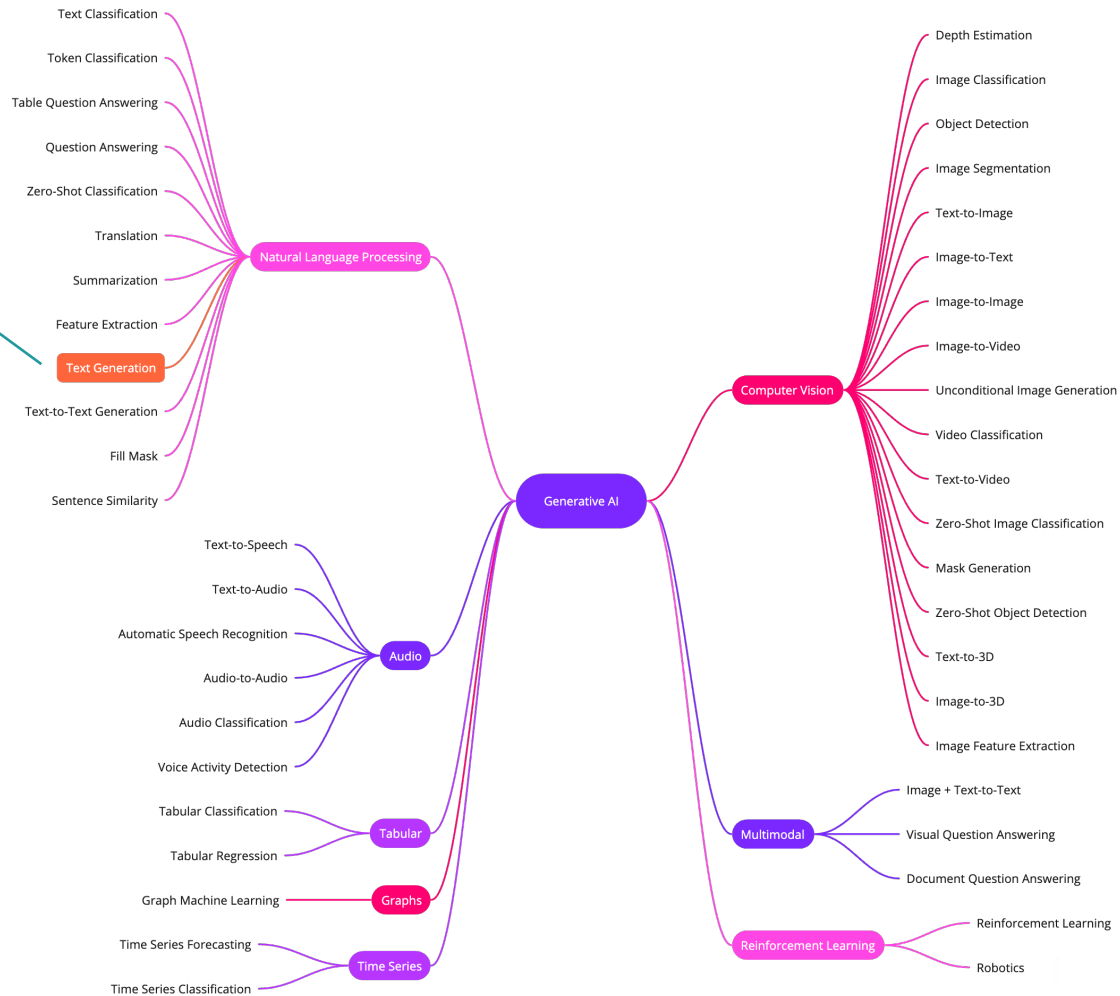 Generative AI
Natural Language Processing
Text Classification
Token Classification
Table Question Answering
Question Answering
Zero-Shot Classification
Translation
Summarization
Feature Extraction
Text Generation
Text-to-Text Generation
Fill Mask
Sentence Similarity
Audio
Text-to-Speech
Text-to-Audio
Automatic Speech Recognition
Audio-to-Audio
Audio Classification
Voice Activity Detection
Tabular
Tabular Classification
Tabular Regression
Graphs
Graph Machine Learning
Time Series
Time Series Forecasting
Time Series Classification
Computer Vision
Depth Estimation
Image Classification
Object Detection
Image Segmentation
Text-to-Image
Image-to-Text
Image-to-Image
Image-to-Video
Unconditional Image Generation
Video Classification
Text-to-Video
Zero-Shot Image Classification
Mask Generation
Zero-Shot Object Detection
Text-to-3D
Image-to-3D
Image Feature Extraction
Multimodal
Image + Text-to-Text
Visual Question Answering
Document Question Answering
Reinforcement Learning
Reinforcement Learning
Robotics